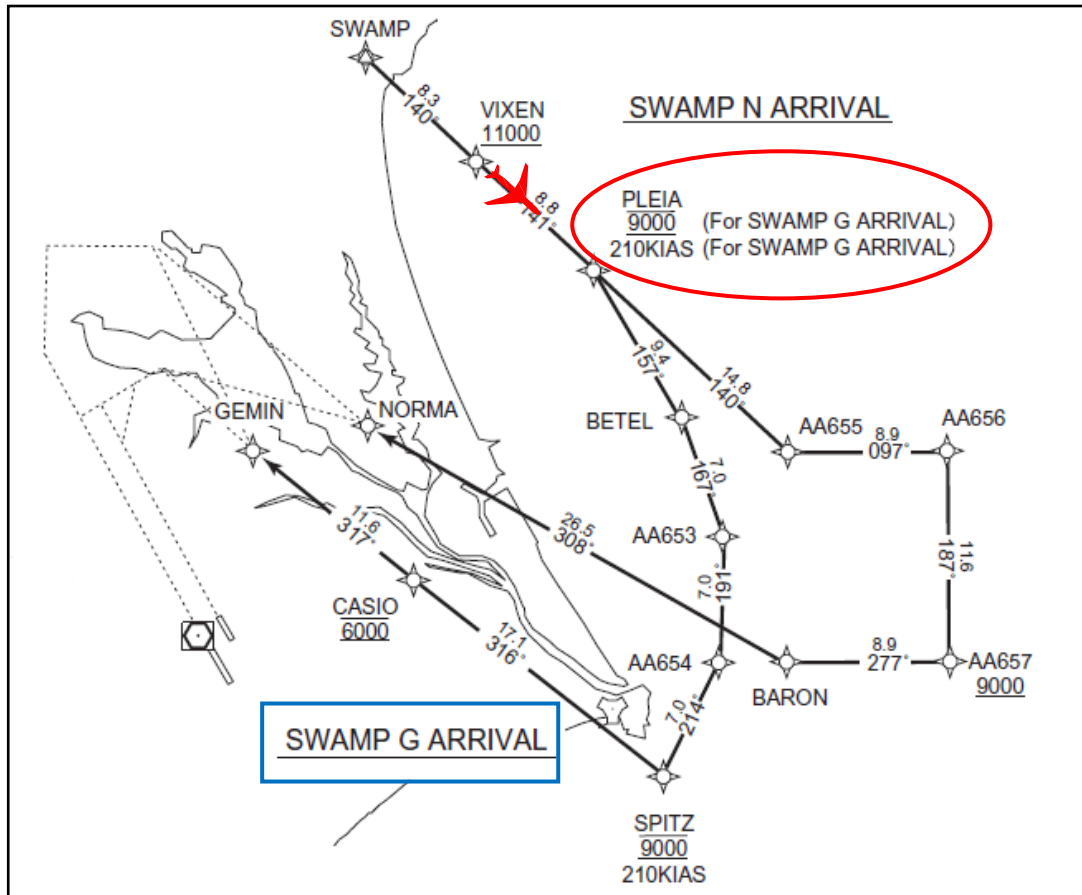 SWAMP
8.3
140°
VIXEN
11000
SWAMP N ARRIVAL
8.8
141°
PLEIA
9000 (For SWAMP G ARRIVAL)
210KIAS (For SWAMP G ARRIVAL)
9.4
157°
14.8
140°
GEMIN
NORMA
BETEL
AA655
8.9
097°
AA656
7.0
167°
11.6
317°
26.5
308°
AA653
191°
7.0
11.6
187°
CASIO
6000
17.1
316°
AA654
8.9
277°
BARON
AA657
9000
7.0
214°
SWAMP G ARRIVAL
SPITZ
9000
210KIAS